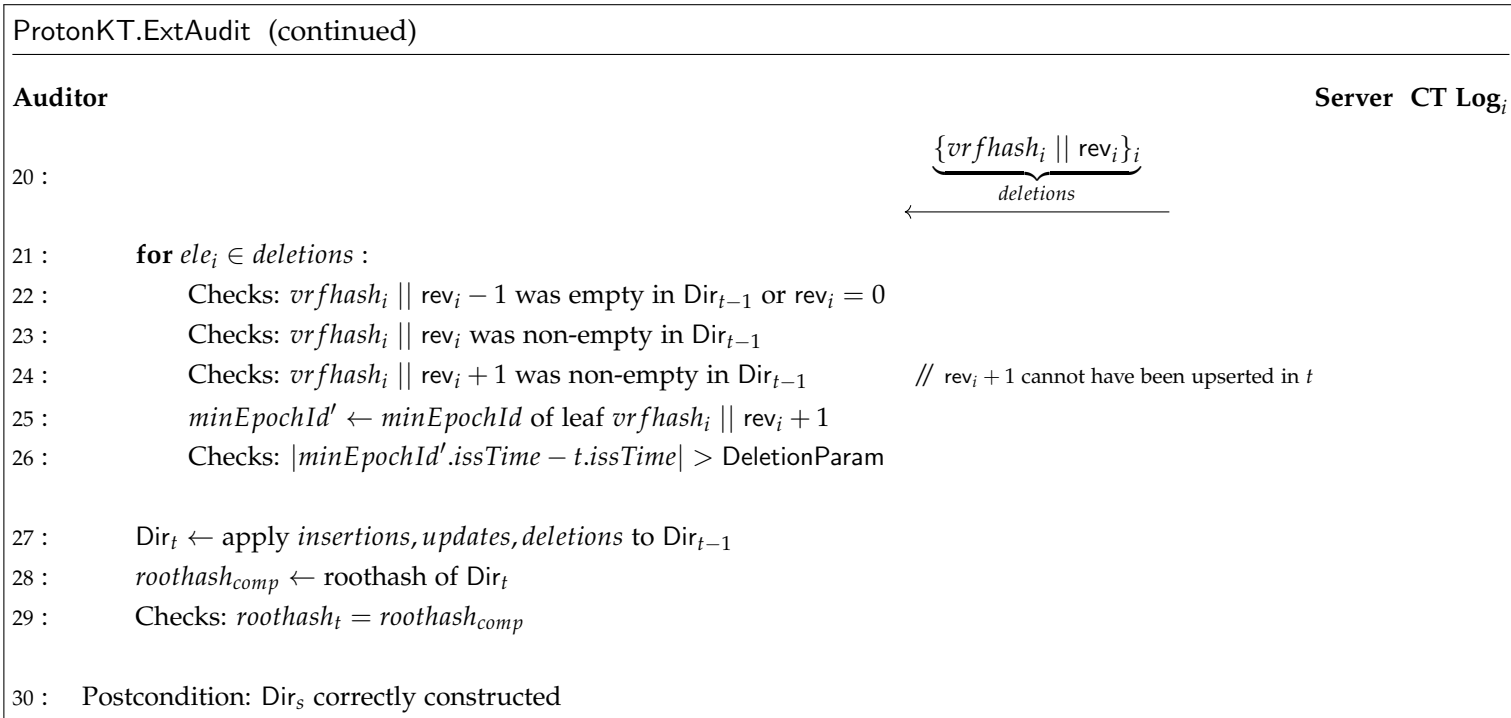 ProtonKT.ExtAudit (continued)
Auditor Server CT Log_i
20 : {vrfhash_i || rev_i}_i
deletions
21 : for ele_i ∈ deletions :
22 : Checks: vrfhash_i || rev_i − 1 was empty in Dir_{t−1} or rev_i = 0
23 : Checks: vrfhash_i || rev_i was non-empty in Dir_{t−1}
24 : Checks: vrfhash_i || rev_i + 1 was non-empty in Dir_{t−1} // rev_i + 1 cannot have been upserted in t
25 : minEpochId′ ← minEpochId of leaf vrfhash_i || rev_i + 1
26 : Checks: |minEpochId′.issTime − t.issTime| > DeletionParam
27 : Dir_t ← apply insertions, updates, deletions to Dir_{t−1}
28 : roothash_{comp} ← roothash of Dir_t
29 : Checks: roothash_t = roothash_{comp}
30 : Postcondition: Dir_s correctly constructed